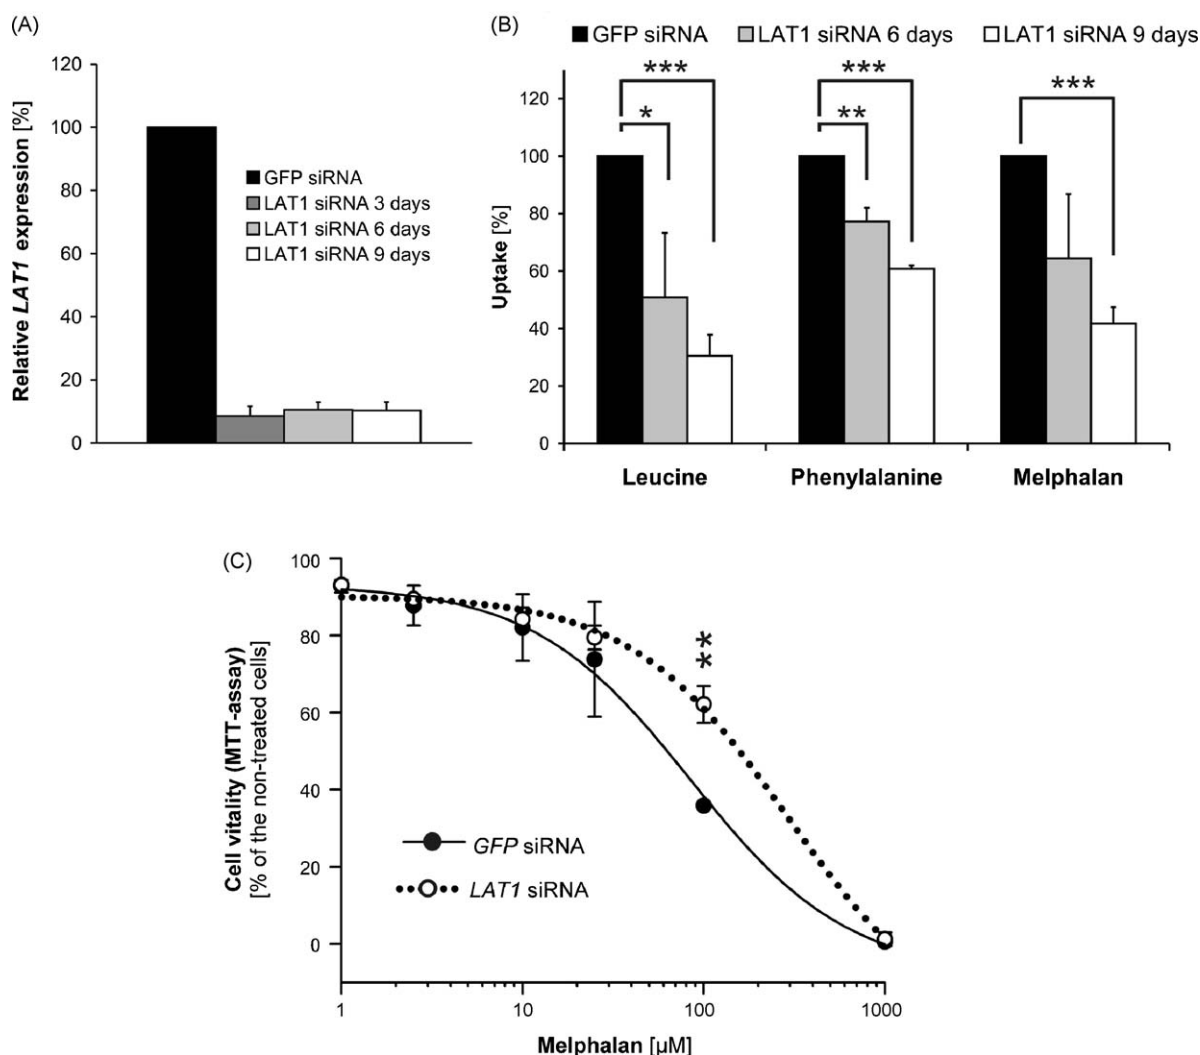 (A)
120
100
80
60
40
20
0
Relative LAT1 expression [%]
GFP siRNA
LAT1 siRNA 3 days
LAT1 siRNA 6 days
LAT1 siRNA 9 days
(B)
GFP siRNA LAT1 siRNA 6 days LAT1 siRNA 9 days
120
100
80
60
40
20
0
Uptake [%]
*** *** ***
* **
Leucine Phenylalanine Melphalan
(C)
100
80
60
40
20
0
Cell vitality (MTT-assay)
[% of the non-treated cells]
**
GFP siRNA
LAT1 siRNA
1 10 100 1000
Melphalan [µM]